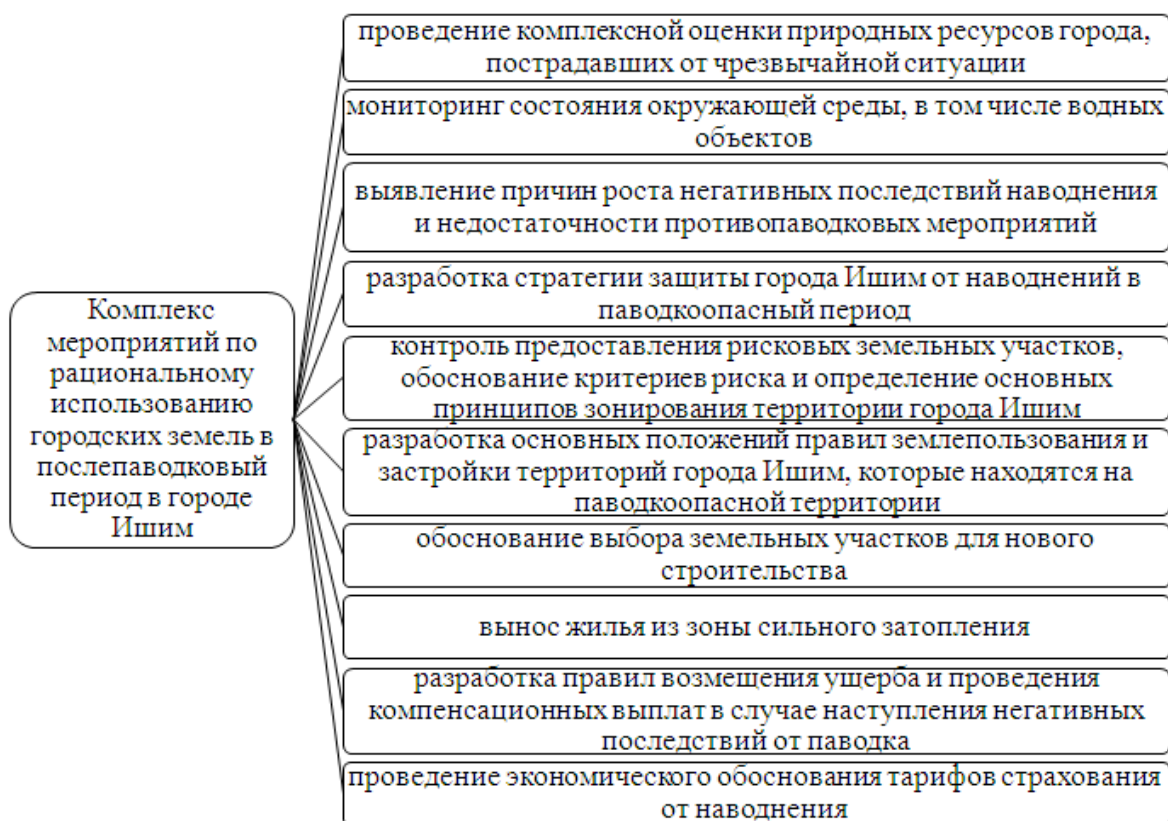 Комплекс
мероприятий по
рациональному
использованию
городских земель в
послепаводковый
период в городе
Ишим
проведение комплексной оценки природных ресурсов города,
пострадавших от чрезвычайной ситуации
мониторинг состояния окружающей среды, в том числе водных
объектов
выявление причин роста негативных последствий наводнения
и недостаточности противопаводковых мероприятий
разработка стратегии защиты города Ишим от наводнений в
паводкоопасный период
контроль предоставления рисковых земельных участков,
обоснование критериев риска и определение основных
принципов зонирования территории города Ишим
разработка основных положений правил землепользования и
застройки территорий города Ишим, которые находятся на
паводкоопасной территории
обоснование выбора земельных участков для нового
строительства
вынос жилья из зоны сильного затопления
разработка правил возмещения ущерба и проведения
компенсационных выплат в случае наступления негативных
последствий от паводка
проведение экономического обоснования тарифов страхования
от наводнения